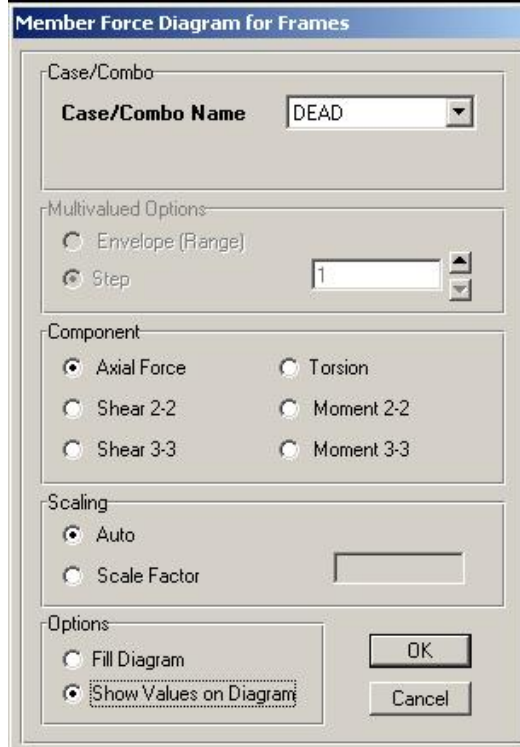 Member Force Diagram for Frames
Case/Combo
Case/Combo Name DEAD
Multivalued Options
Envelope (Range)
Step 1
Component
Axial Force Torsion
Shear 2-2 Moment 2-2
Shear 3-3 Moment 3-3
Scaling
Auto
Scale Factor
Options
Fill Diagram OK
Show Values on Diagram Cancel